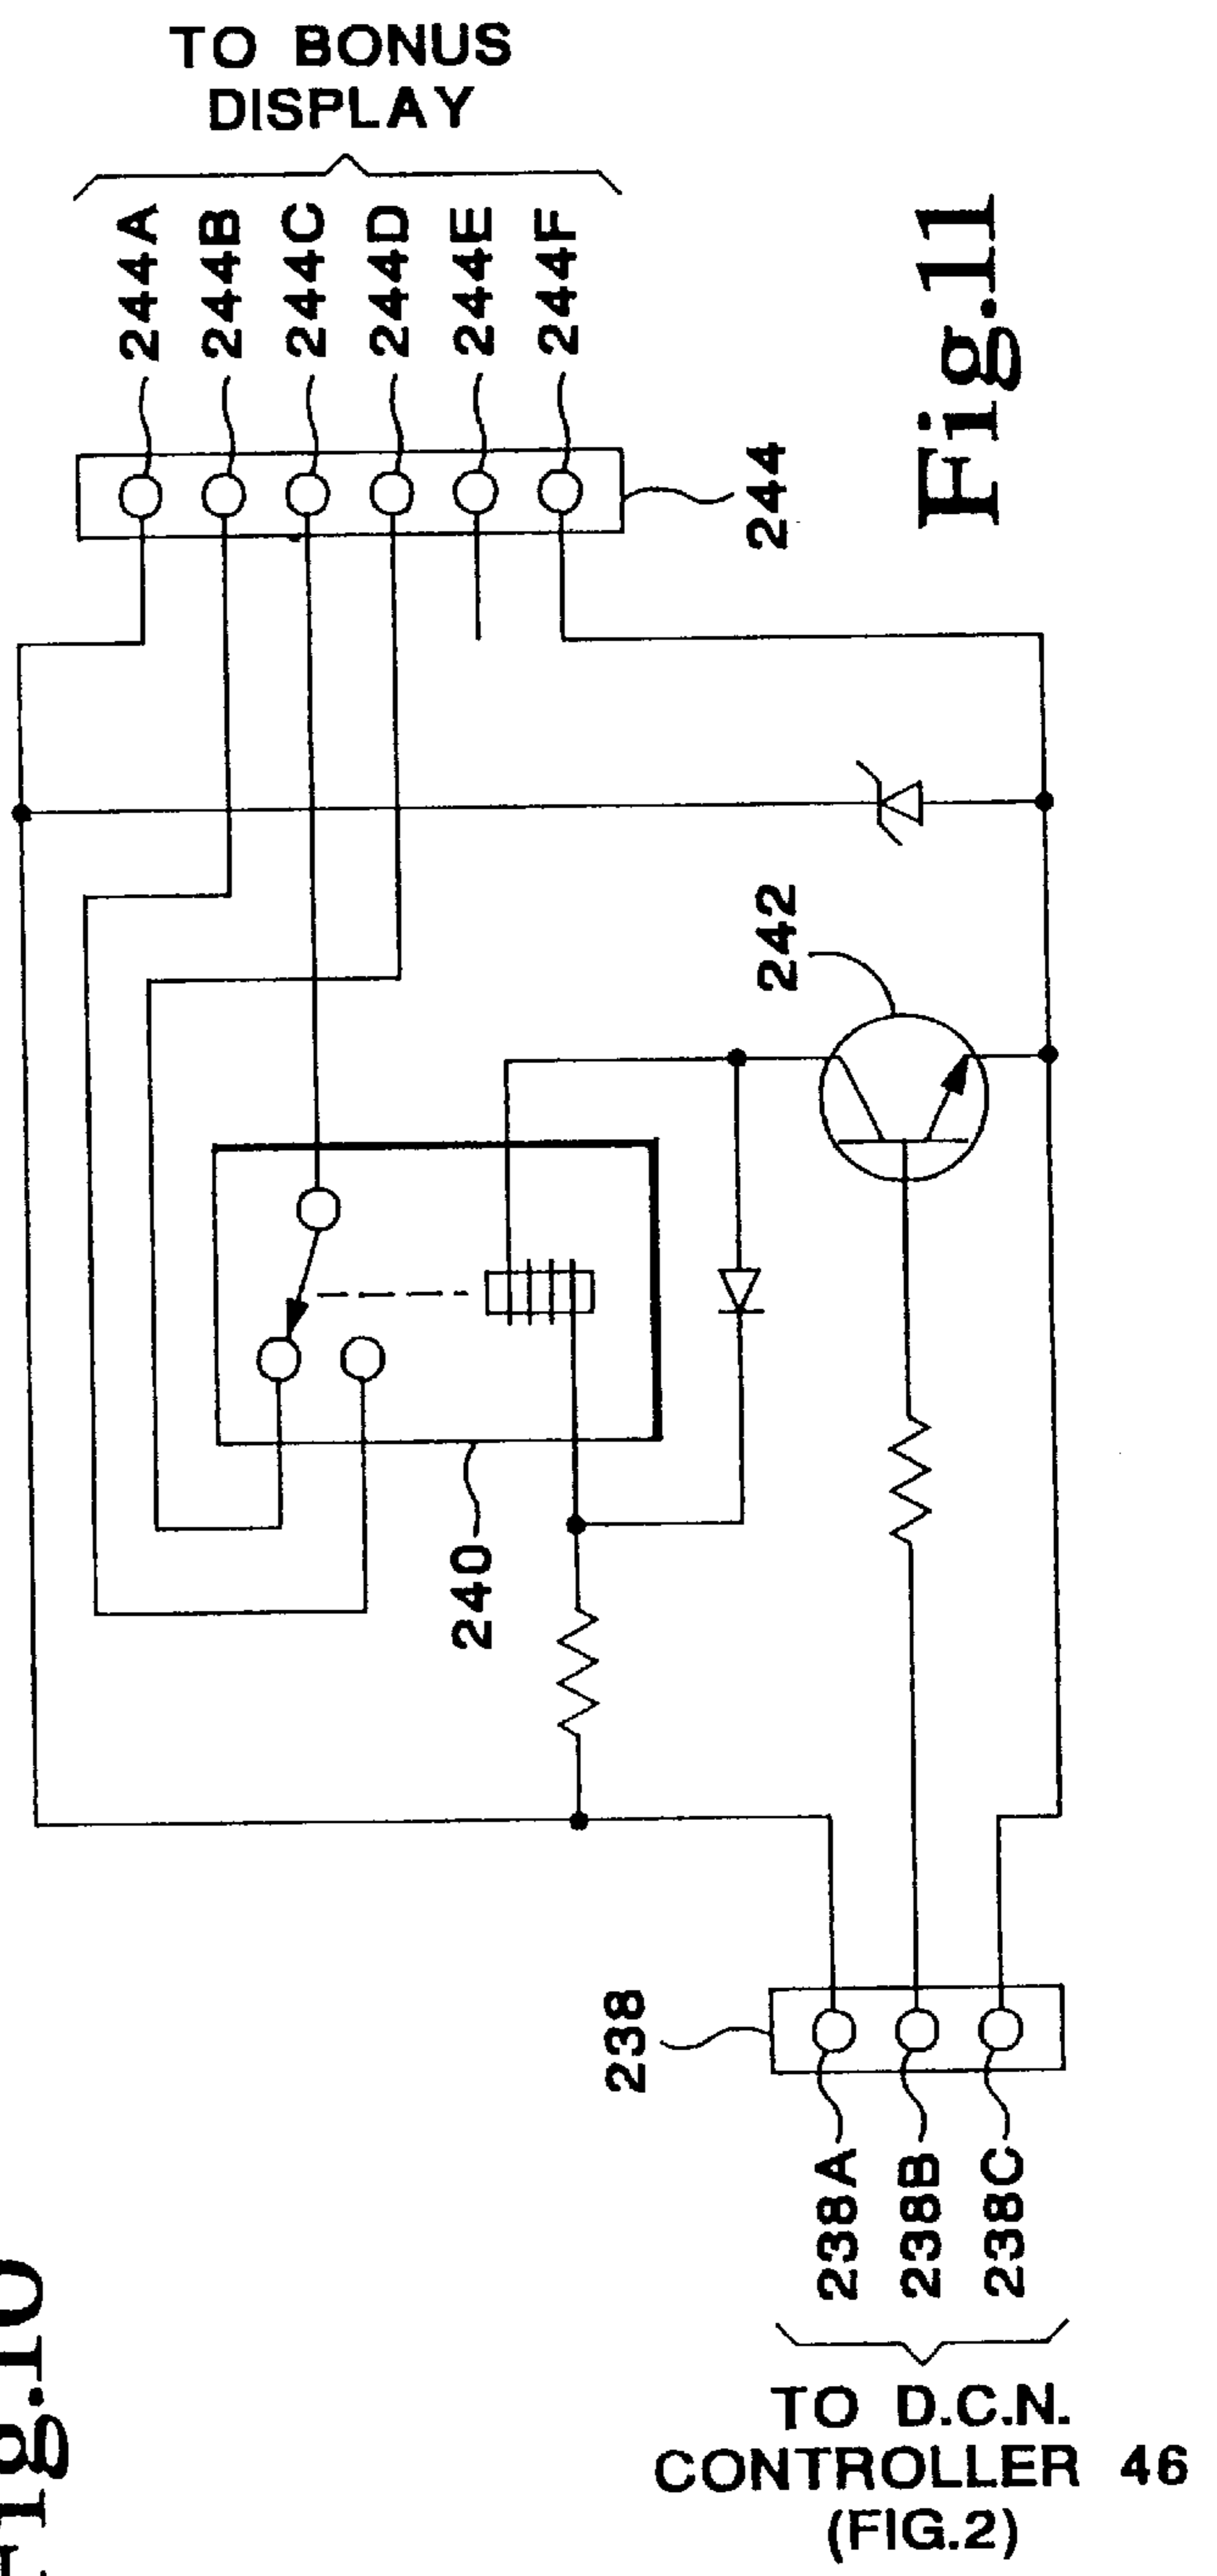 TO BONUS
DISPLAY
244A
244B
244C
244D
244E
244F
244
Fig.11
242
240
238
238A
238B
238C
TO D.C.N.
CONTROLLER 46
(FIG.2)